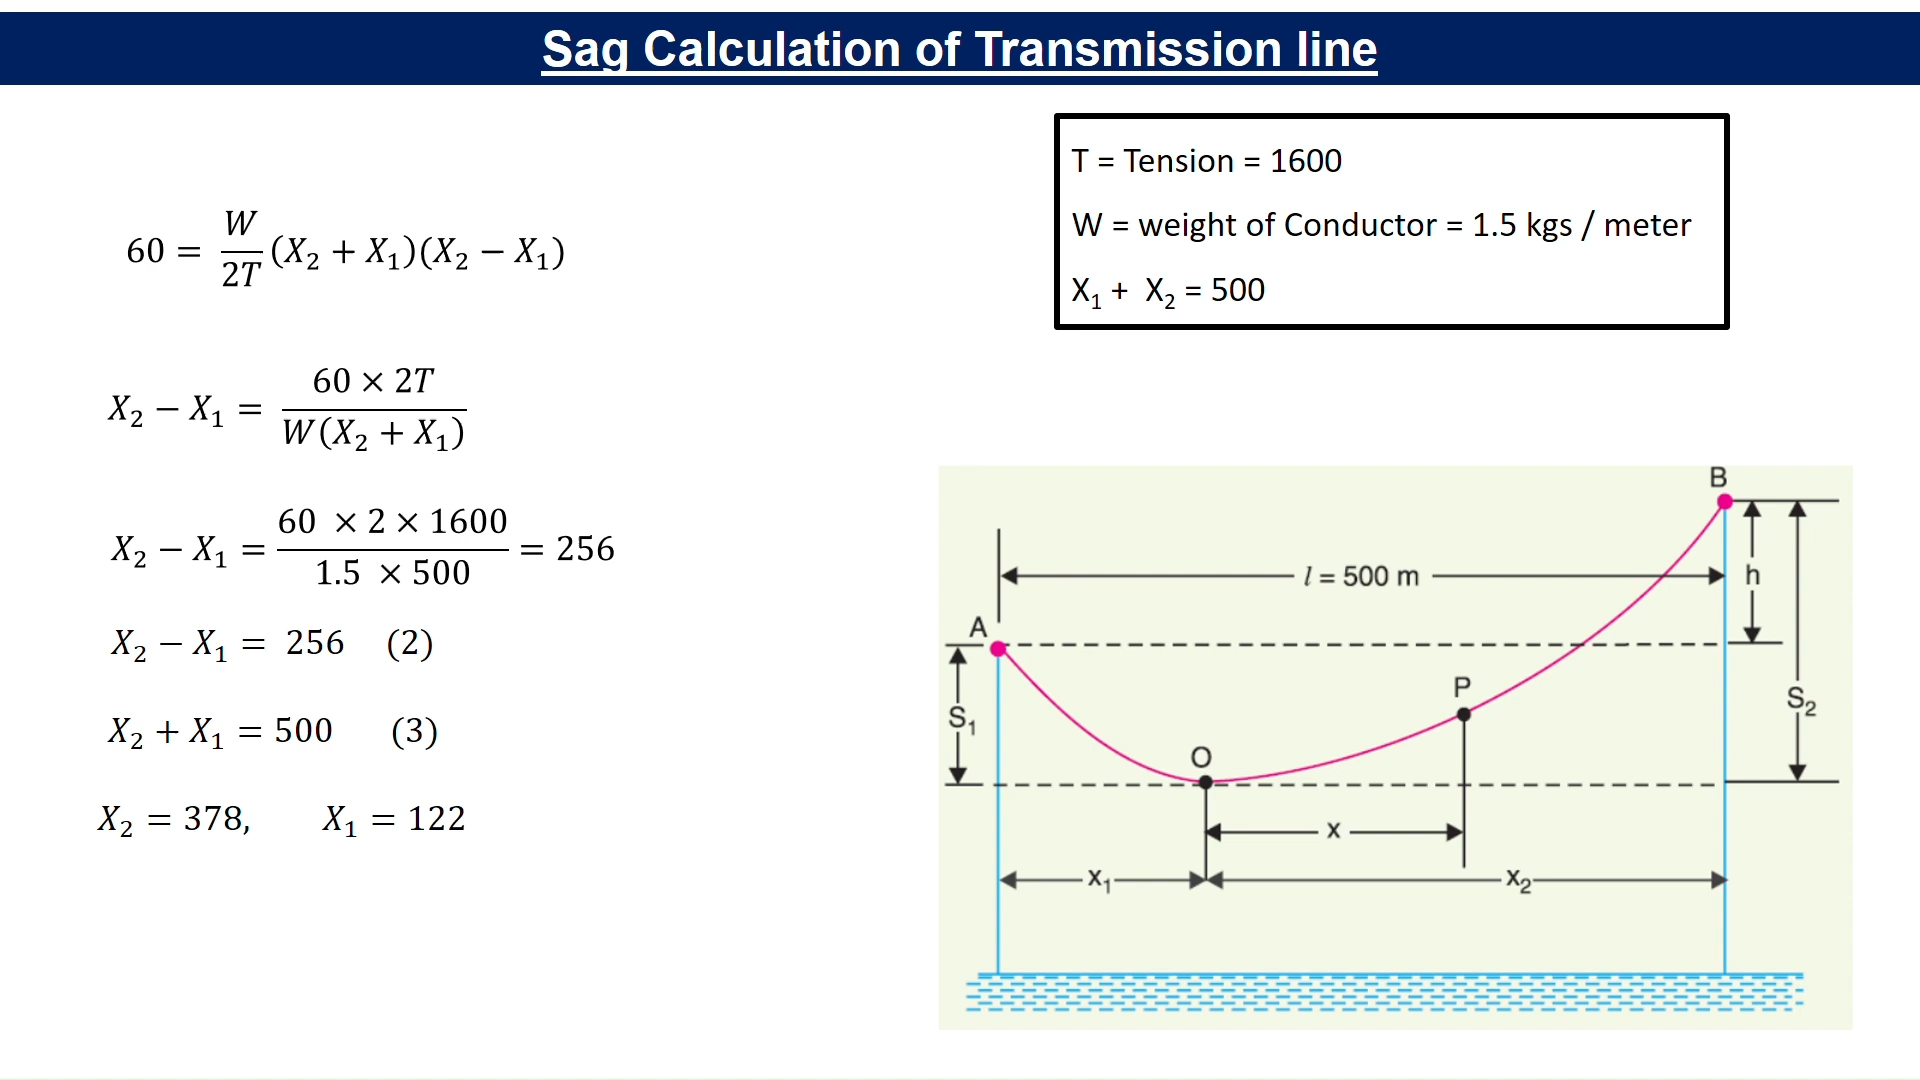 Sag Calculation of Transmission line
T = Tension = 1600
W = weight of Conductor = 1.5 kgs / meter
X₁ + X₂ = 500
60 = W/2T (X₂ + X₁)(X₂ − X₁)
X₂ − X₁ = 60 × 2T / W(X₂ + X₁)
X₂ − X₁ = 60 × 2 × 1600 / 1.5 × 500 = 256
X₂ − X₁ = 256 (2)
X₂ + X₁ = 500 (3)
X₂ = 378, X₁ = 122
B
l = 500 m
h
A
P
S₂
S₁
O
x
x₁
x₂